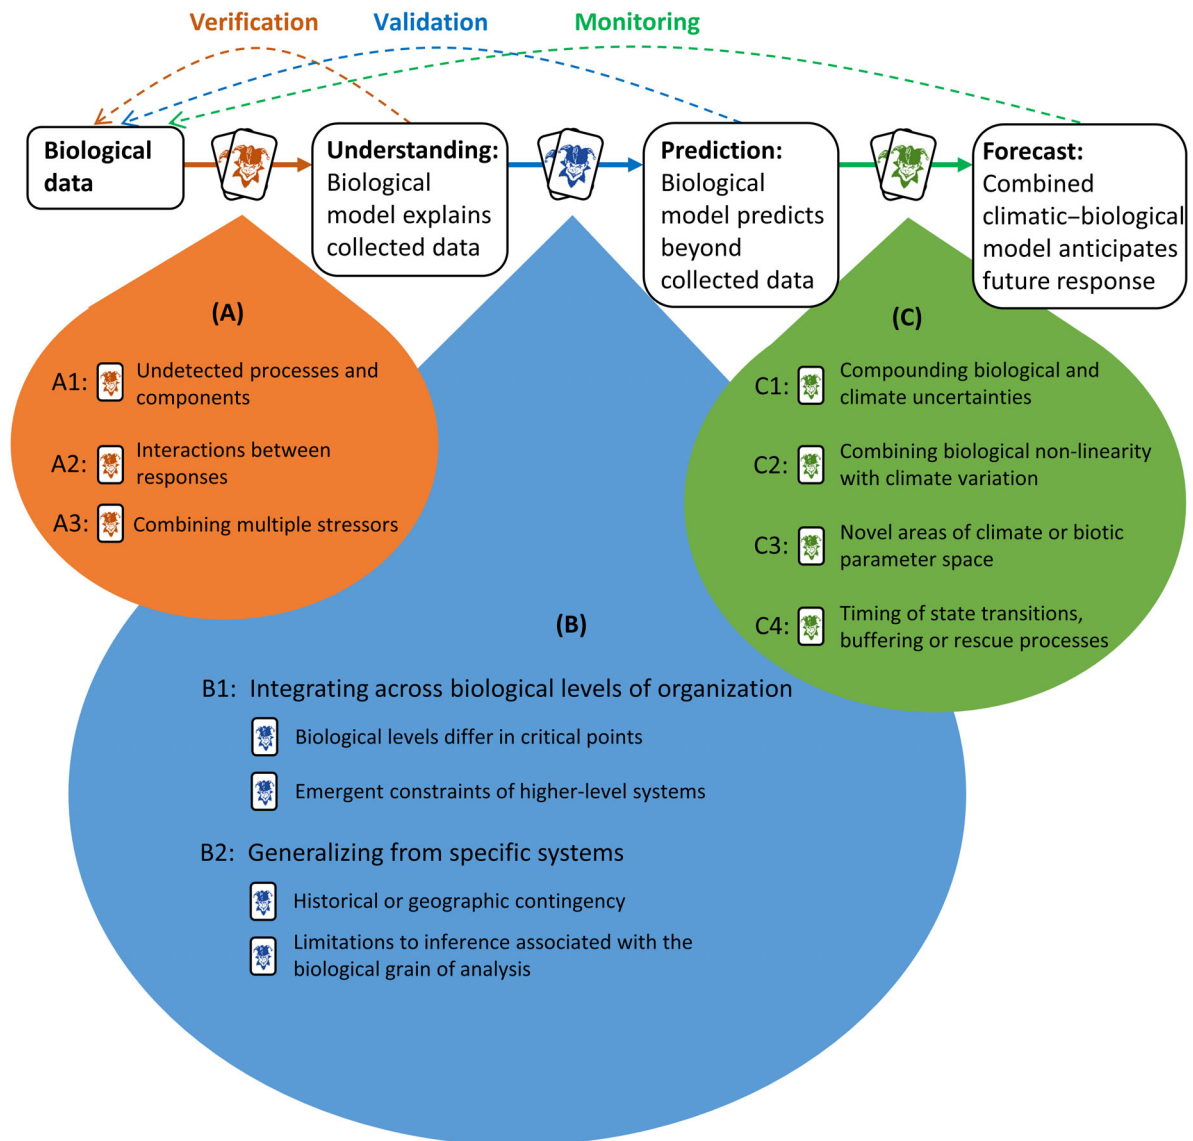 Verification
Validation
Monitoring
Biological
data
Understanding:
Biological
model explains
collected data
Prediction:
Biological
model predicts
beyond
collected data
Forecast:
Combined
climatic–biological
model anticipates
future response
(A)
A1: Undetected processes and
components
A2: Interactions between
responses
A3: Combining multiple stressors
(B)
B1: Integrating across biological levels of organization
Biological levels differ in critical points
Emergent constraints of higher-level systems
B2: Generalizing from specific systems
Historical or geographic contingency
Limitations to inference associated with the
biological grain of analysis
(C)
C1: Compounding biological and
climate uncertainties
C2: Combining biological non-linearity
with climate variation
C3: Novel areas of climate or biotic
parameter space
C4: Timing of state transitions,
buffering or rescue processes